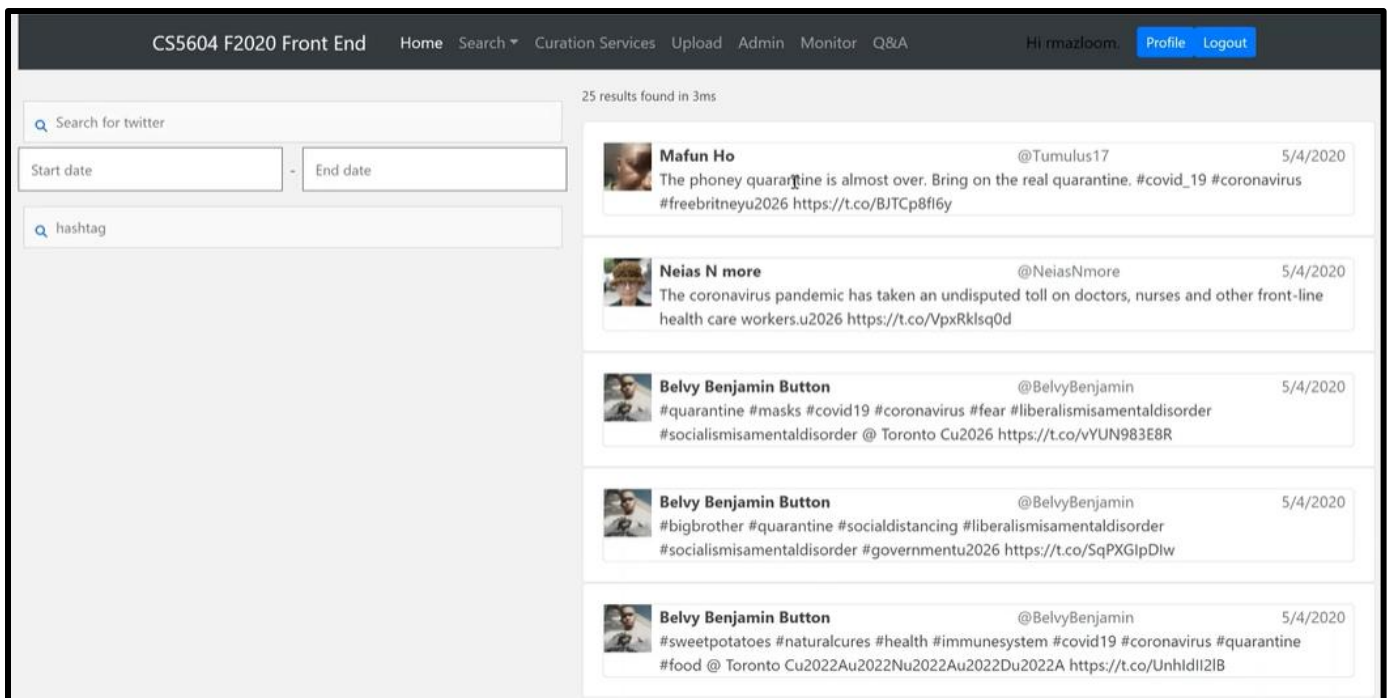 CS5604 F2020 Front End Home Search Curation Services Upload Admin Monitor Q&A Hi rmazloom. Profile Logout
Search for twitter
Start date - End date
hashtag
25 results found in 3ms
Mafun Ho @Tumulus17 5/4/2020
The phoney quarantine is almost over. Bring on the real quarantine. #covid_19 #coronavirus
#freebritneyu2026 https://t.co/BJTCp8fI6y
Neias N more @NeiasNmore 5/4/2020
The coronavirus pandemic has taken an undisputed toll on doctors, nurses and other front-line
health care workers.u2026 https://t.co/VpxRklsq0d
Belvy Benjamin Button @BelvyBenjamin 5/4/2020
#quarantine #masks #covid19 #coronavirus #fear #liberalismisamentaldisorder
#socialismisamentaldisorder @ Toronto Cu2026 https://t.co/vYUN983E8R
Belvy Benjamin Button @BelvyBenjamin 5/4/2020
#bigbrother #quarantine #socialdistancing #liberalismisamentaldisorder
#socialismisamentaldisorder #governmentu2026 https://t.co/SqPXGIpDIw
Belvy Benjamin Button @BelvyBenjamin 5/4/2020
#sweetpotatoes #naturalcures #health #immunesystem #covid19 #coronavirus #quarantine
#food @ Toronto Cu2022Au2022Nu2022Au2022Du2022A https://t.co/UnhIdII2lB